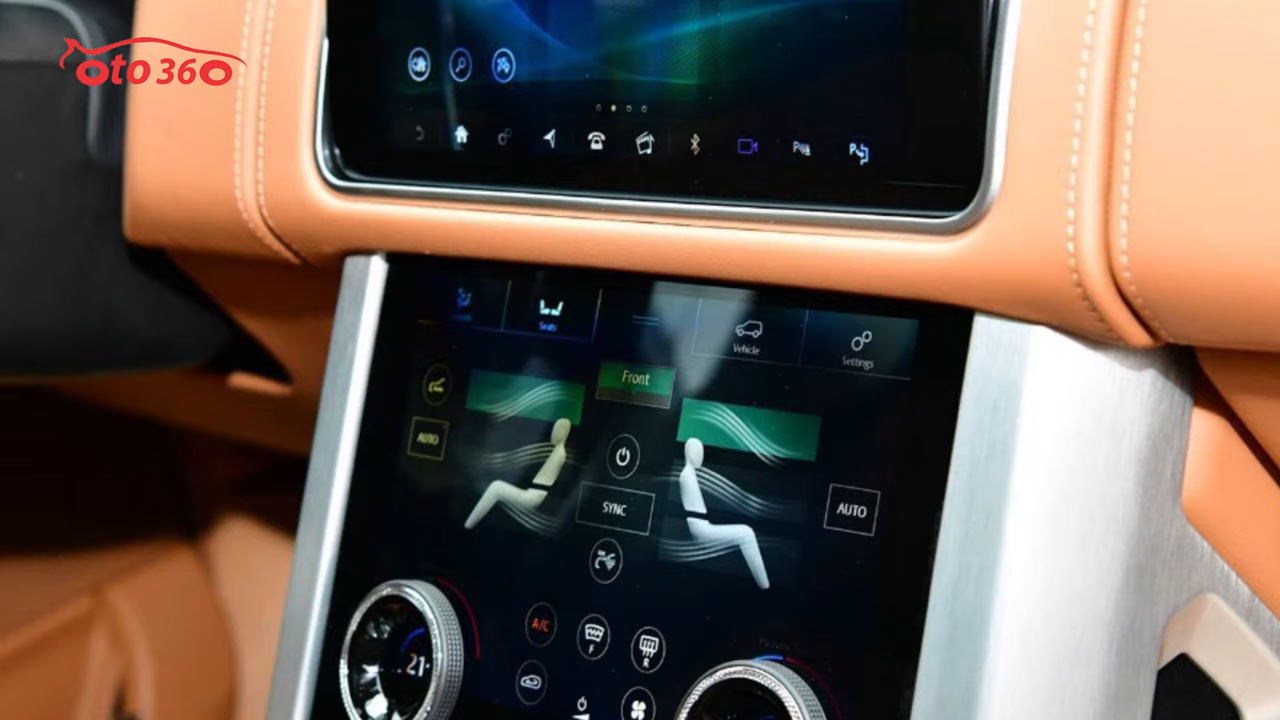 oto360
Seats
Vehicle
Settings
Front
AUTO
SYNC
AUTO
A/C
F
R
21